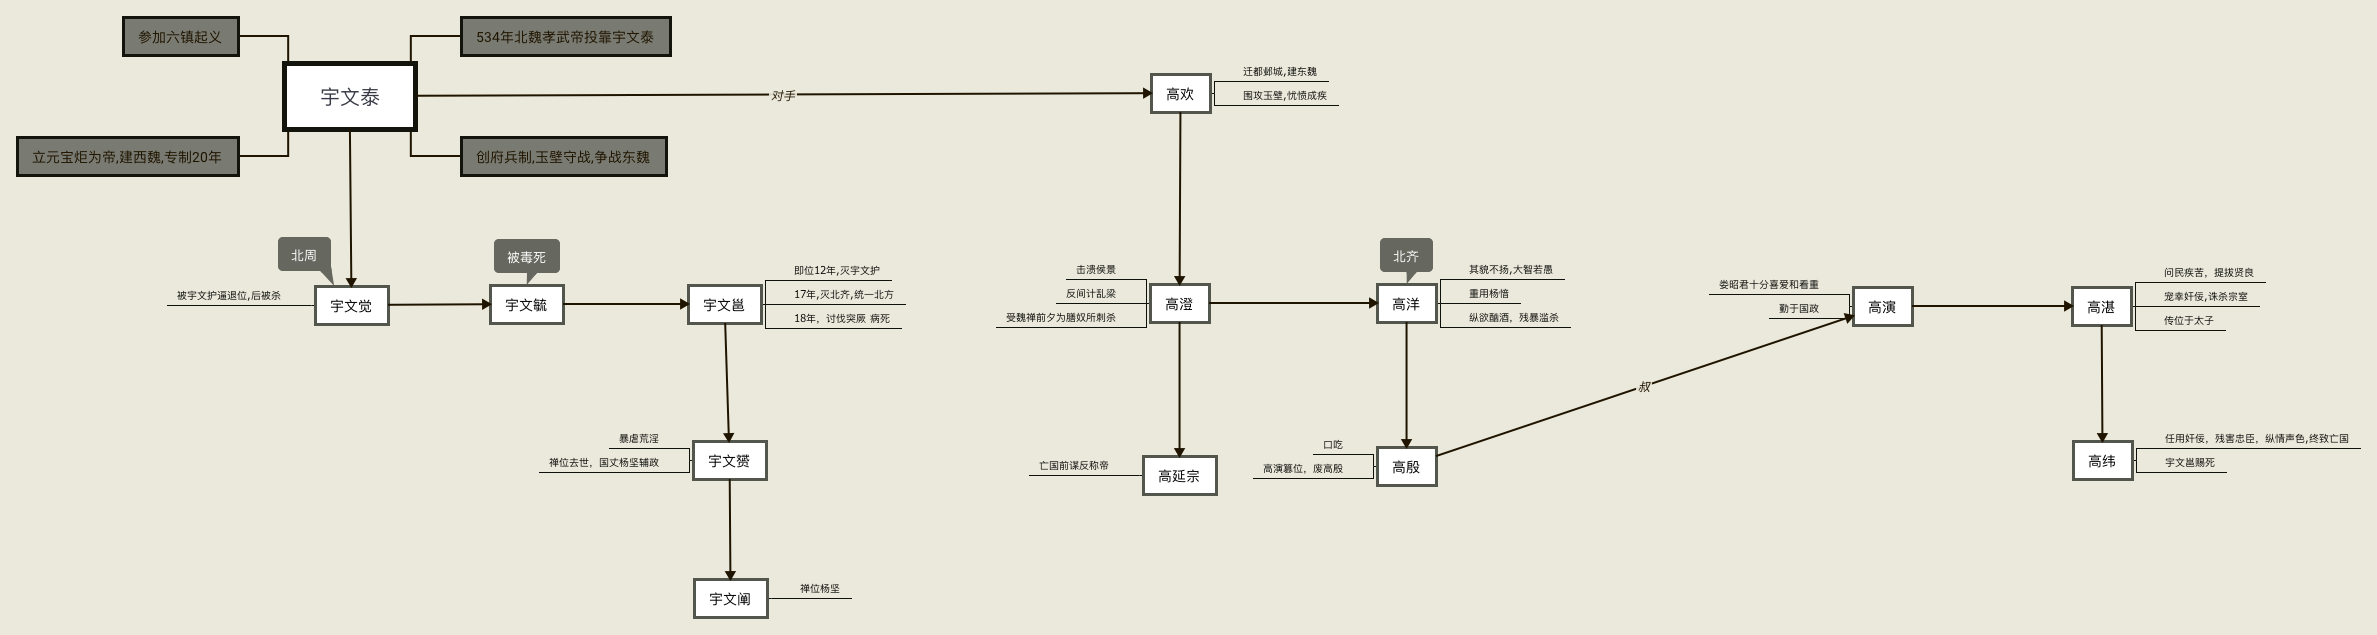 参加六镇起义
534年北魏孝武帝投靠宇文泰
宇文泰
立元宝炬为帝,建西魏,专制20年
创府兵制,玉壁守战,争战东魏
对手
高欢
迁都邺城,建东魏
围攻玉壁,恍愤成疾
北周
被宇文护逼退位,后被杀
宇文觉
被毒死
宇文毓
宇文邕
即位12年,灭宇文护
17年,灭北齐,统一北方
18年，讨伐突厥 病死
暴虐荒淫
禅位去世，国丈杨坚辅政
宇文赟
宇文阐
禅位杨坚
击溃侯景
反间计乱梁
受魏禅前夕为膳奴所刺杀
高澄
亡国前谋反称帝
高延宗
北齐
高洋
其貌不扬,大智若愚
重用杨愔
纵欲酗酒，残暴滥杀
口吃
高演篡位，废高殷
高殷
叔
娄昭君十分喜爱和看重
勤于国政
高演
高湛
问民疾苦，提拔贤良
宠幸奸佞,诛杀宗室
传位于太子
高纬
任用奸佞，残害忠臣，纵情声色,终致亡国
宇文邕赐死